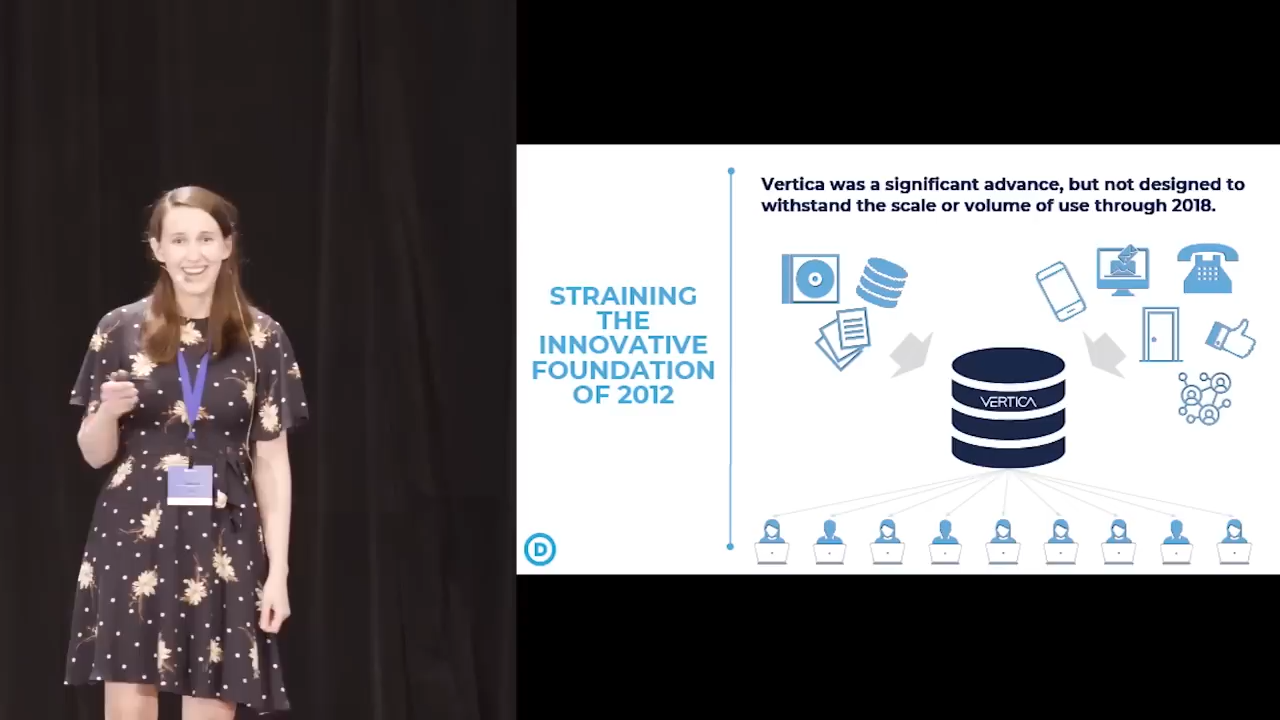 STRAINING
THE
INNOVATIVE
FOUNDATION
OF 2012
Vertica was a significant advance, but not designed to
withstand the scale or volume of use through 2018.
VERTICA
D